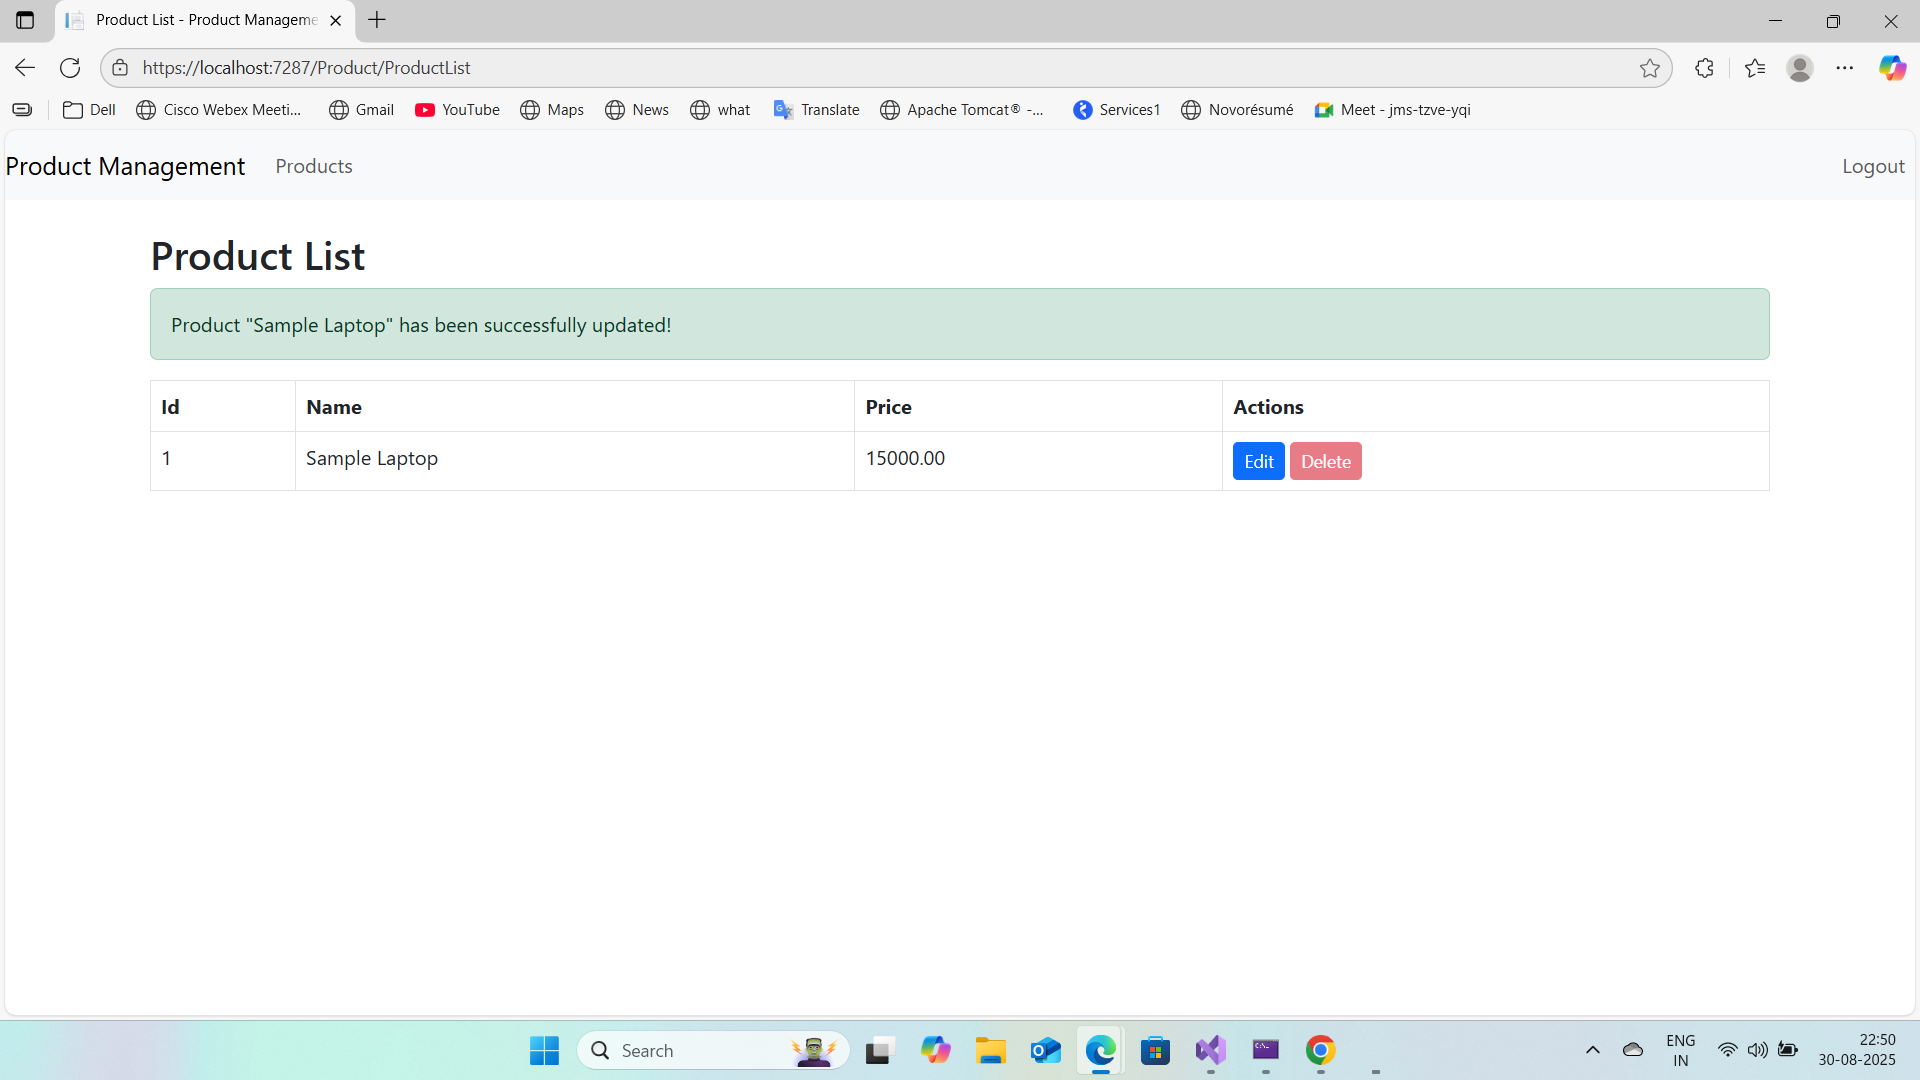 Product List - Product Manageme
https://localhost:7287/Product/ProductList
Dell Cisco Webex Meeti... Gmail YouTube Maps News what Translate Apache Tomcat® -... Services1 Novorésumé Meet - jms-tzve-yqi
Product Management Products Logout
Product List
Product "Sample Laptop" has been successfully updated!
Id Name Price Actions
1 Sample Laptop 15000.00 Edit Delete
Search
ENG
IN
22:50
30-08-2025